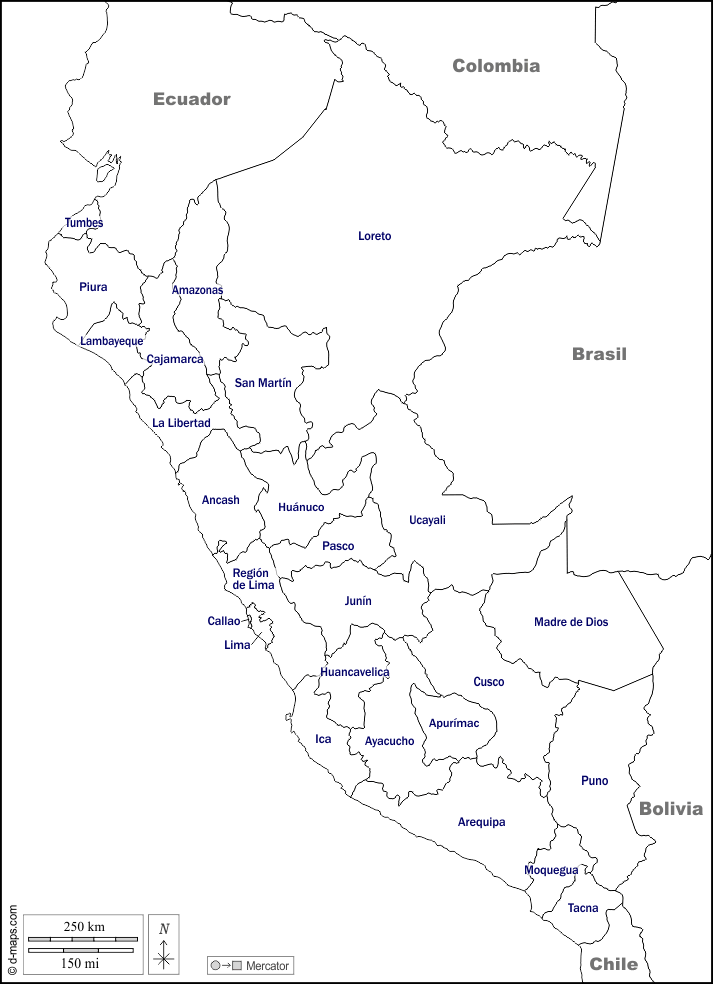 Colombia
Ecuador
Tumbes
Loreto
Piura
Amazonas
Lambayeque
Brasil
Cajamarca
San Martín
La Libertad
Ancash
Huánuco
Ucayali
Pasco
Región
de Lima
Junín
Callao
Madre de Dios
Lima
Huancavelica
Cusco
Apurímac
Ica
Ayacucho
Puno
Bolivia
Arequipa
Moquegua
Tacna
Chile
© d-maps.com
250 km
150 mi
N
Mercator